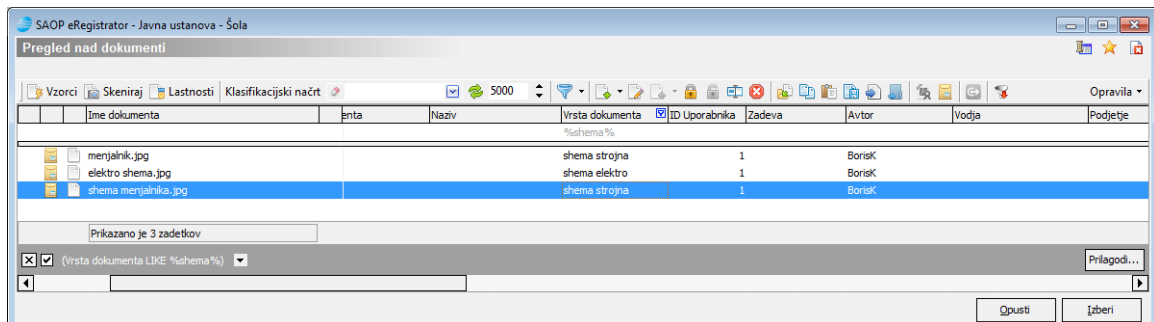 SAOP eRegistrator - Javna ustanova - Šola
Pregled nad dokumenti
Vzorci Skeniraj Lastnosti Klasifikacijski načrt 5000 Opravila
Ime dokumenta enta Naziv Vrsta dokumenta ID Uporabnika Zadeva Avtor Vodja Podjetje
%shema%
menjalnik.jpg shema strojna 1 BorisK
elektro shema.jpg shema elektro 1 BorisK
shema menjalnika.jpg shema strojna 1 BorisK
Prikazano je 3 zadetkov
(Vrsta dokumenta LIKE %shema%) Prilagodi...
Opusti Izberi